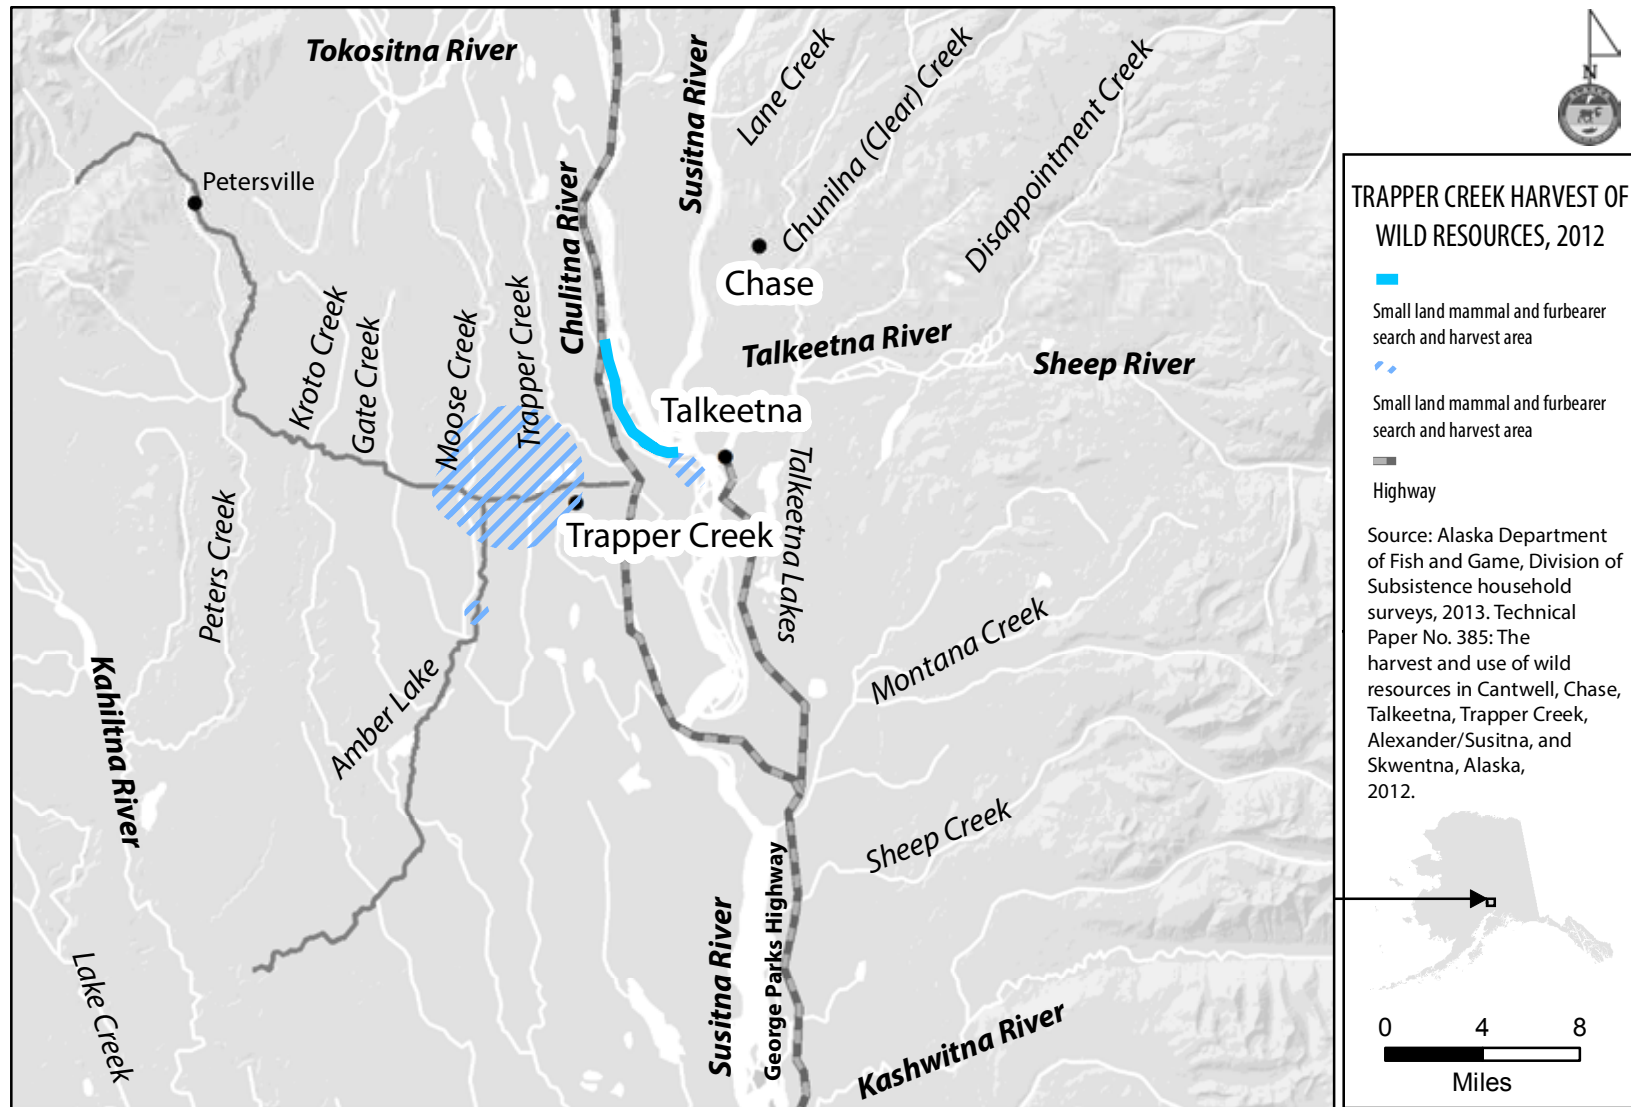 Tokositna River
Susitna River
Lane Creek
Chunilna (Clear) Creek
Disappointment Creek
Petersville
Chulitna River
Chase
Kroto Creek
Gate Creek
Moose Creek
Trapper Creek
Talkeetna River
Sheep River
Talkeetna
Talkeetna Lakes
Trapper Creek
Peters Creek
Montana Creek
Amber Lake
Kahiltna River
Sheep Creek
George Parks Highway
Susitna River
Lake Creek
Kashwitna River
N
ALASKA
TRAPPER CREEK HARVEST OF
WILD RESOURCES, 2012
Small land mammal and furbearer
search and harvest area
Small land mammal and furbearer
search and harvest area
Highway
Source: Alaska Department
of Fish and Game, Division of
Subsistence household
surveys, 2013. Technical
Paper No. 385: The
harvest and use of wild
resources in Cantwell, Chase,
Talkeetna, Trapper Creek,
Alexander/Susitna, and
Skwentna, Alaska,
2012.
0 4 8
Miles